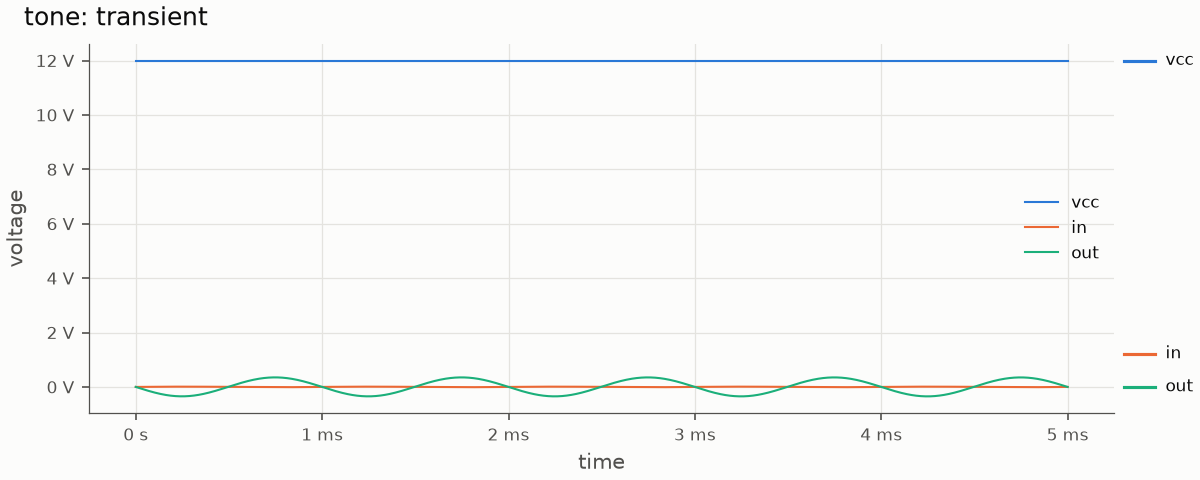 tone: transient
12 V
10 V
8 V
6 V
4 V
2 V
0 V
voltage
0 s
1 ms
2 ms
3 ms
4 ms
5 ms
time
vcc
in
out
vcc
in
out